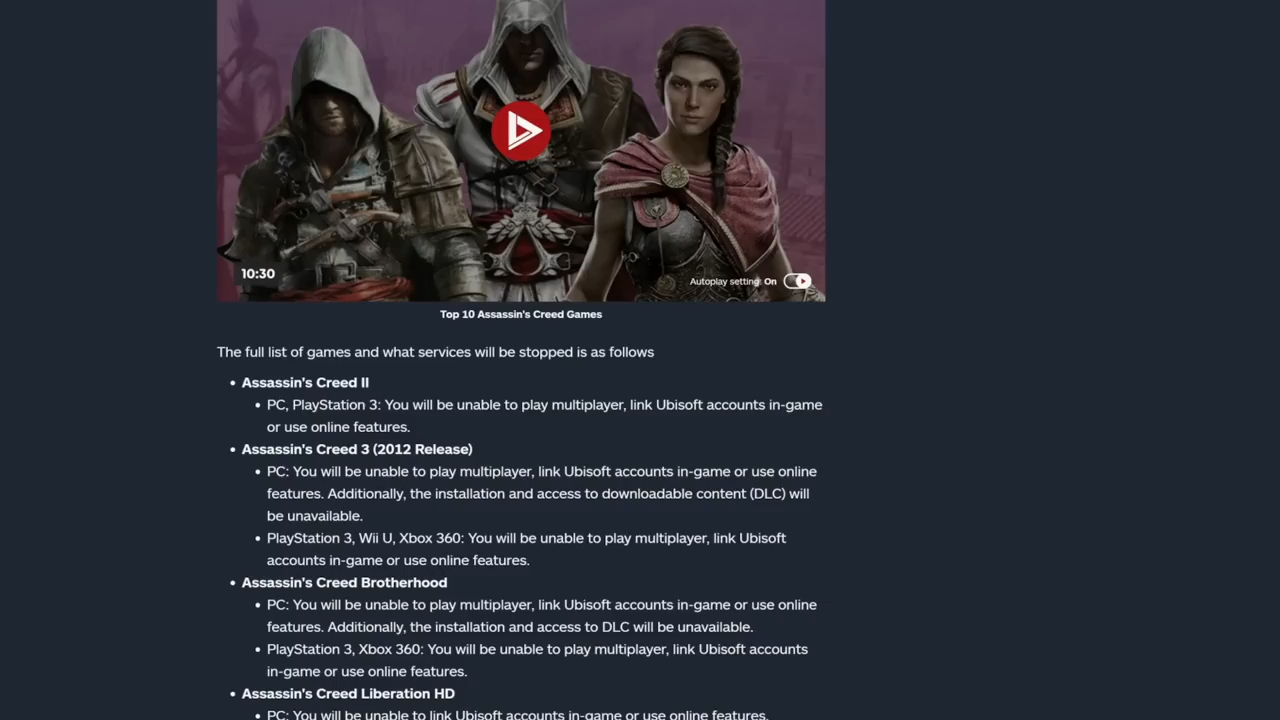 10:30
Autoplay setting: On
Top 10 Assassin's Creed Games
The full list of games and what services will be stopped is as follows
• Assassin's Creed II
• PC, PlayStation 3: You will be unable to play multiplayer, link Ubisoft accounts in-game
or use online features.
• Assassin's Creed 3 (2012 Release)
• PC: You will be unable to play multiplayer, link Ubisoft accounts in-game or use online
features. Additionally, the installation and access to downloadable content (DLC) will
be unavailable.
• PlayStation 3, Wii U, Xbox 360: You will be unable to play multiplayer, link Ubisoft
accounts in-game or use online features.
• Assassin's Creed Brotherhood
• PC: You will be unable to play multiplayer, link Ubisoft accounts in-game or use online
features. Additionally, the installation and access to DLC will be unavailable.
• PlayStation 3, Xbox 360: You will be unable to play multiplayer, link Ubisoft accounts
in-game or use online features.
• Assassin's Creed Liberation HD
• PC: You will be unable to link Ubisoft accounts in-game or use online features.